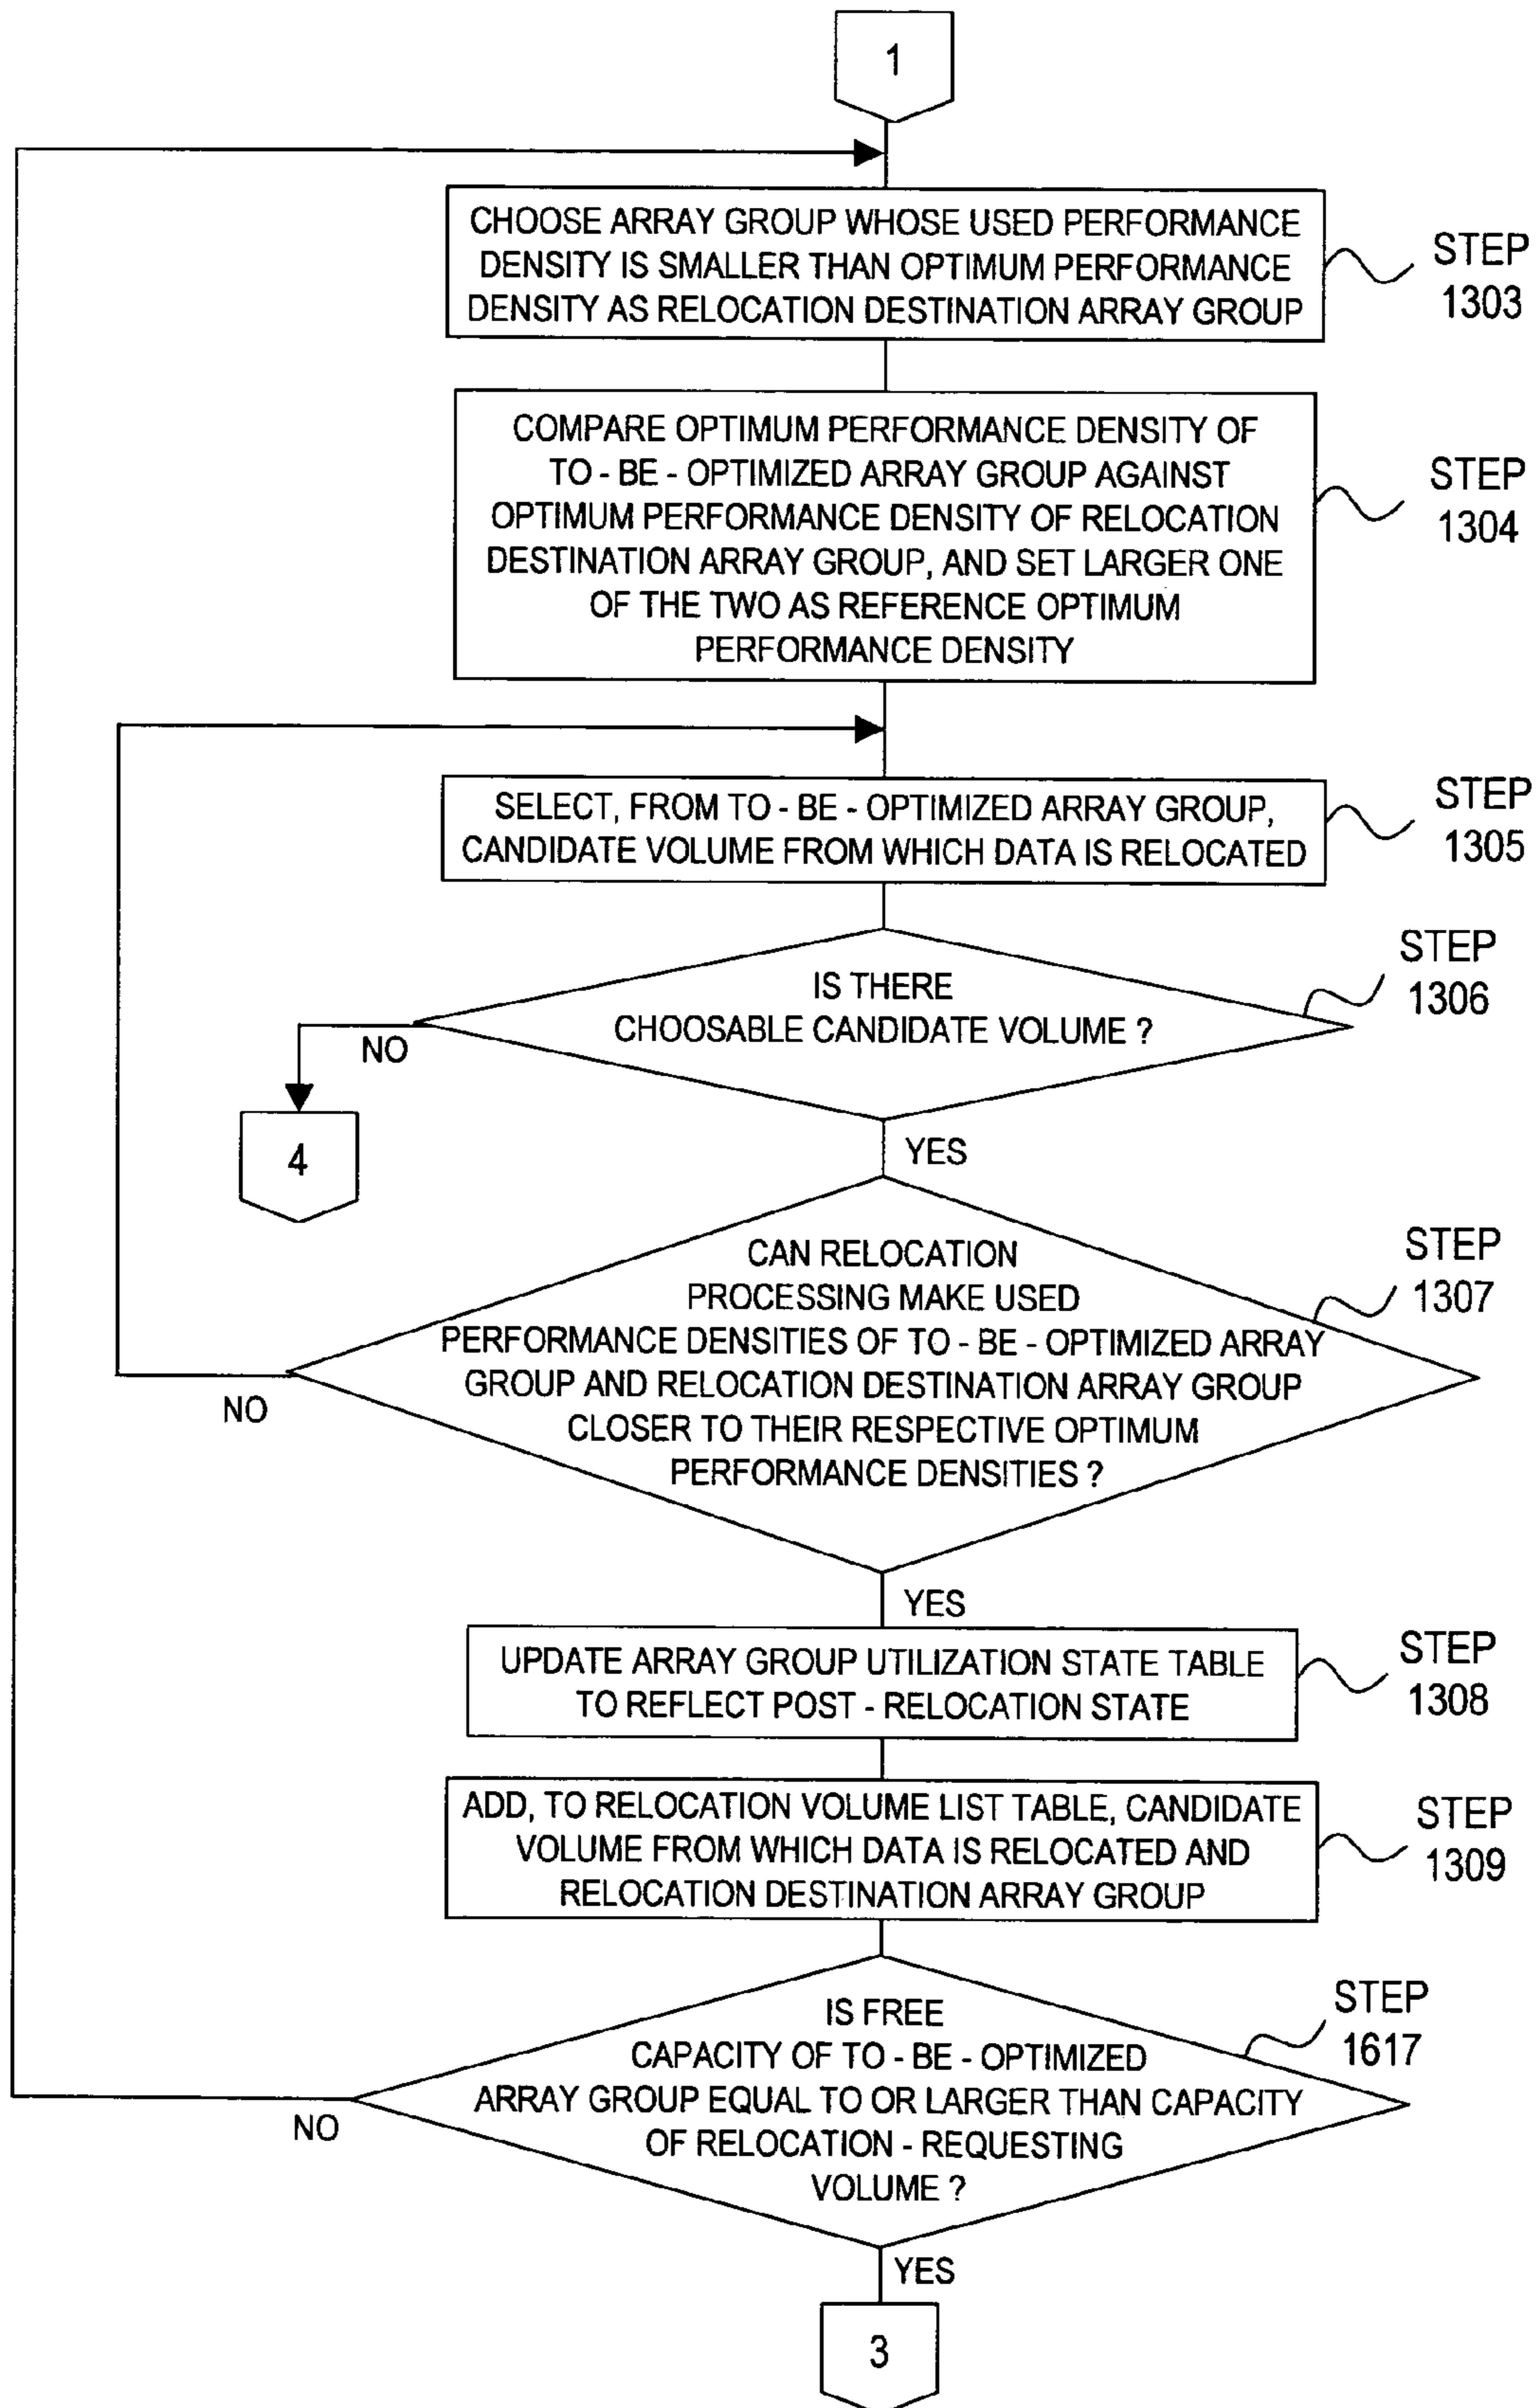 1
CHOOSE ARRAY GROUP WHOSE USED PERFORMANCE
DENSITY IS SMALLER THAN OPTIMUM PERFORMANCE
DENSITY AS RELOCATION DESTINATION ARRAY GROUP
STEP
1303
COMPARE OPTIMUM PERFORMANCE DENSITY OF
TO - BE - OPTIMIZED ARRAY GROUP AGAINST
OPTIMUM PERFORMANCE DENSITY OF RELOCATION
DESTINATION ARRAY GROUP, AND SET LARGER ONE
OF THE TWO AS REFERENCE OPTIMUM
PERFORMANCE DENSITY
STEP
1304
SELECT, FROM TO - BE - OPTIMIZED ARRAY GROUP,
CANDIDATE VOLUME FROM WHICH DATA IS RELOCATED
STEP
1305
IS THERE
CHOOSABLE CANDIDATE VOLUME ?
STEP
1306
NO
4
YES
CAN RELOCATION
PROCESSING MAKE USED
PERFORMANCE DENSITIES OF TO - BE - OPTIMIZED ARRAY
GROUP AND RELOCATION DESTINATION ARRAY GROUP
CLOSER TO THEIR RESPECTIVE OPTIMUM
PERFORMANCE DENSITIES ?
STEP
1307
NO
YES
UPDATE ARRAY GROUP UTILIZATION STATE TABLE
TO REFLECT POST - RELOCATION STATE
STEP
1308
ADD, TO RELOCATION VOLUME LIST TABLE, CANDIDATE
VOLUME FROM WHICH DATA IS RELOCATED AND
RELOCATION DESTINATION ARRAY GROUP
STEP
1309
IS FREE
CAPACITY OF TO - BE - OPTIMIZED
ARRAY GROUP EQUAL TO OR LARGER THAN CAPACITY
OF RELOCATION - REQUESTING
VOLUME ?
STEP
1617
NO
YES
3